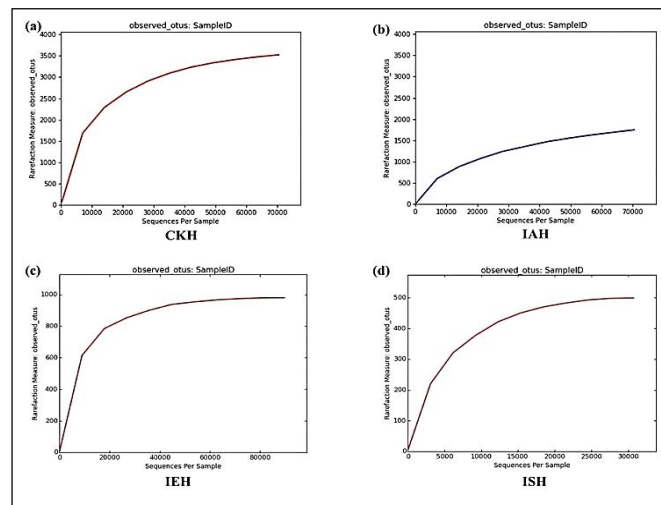 (a)
observed_otus: SampleID
Rarefaction Measure: observed_otus
4000
3500
3000
2500
2000
1500
1000
500
0
0 10000 20000 30000 40000 50000 60000 70000
Sequences Per Sample
CKH
(b)
observed_otus: SampleID
Rarefaction Measure: observed_otus
4000
3500
3000
2500
2000
1500
1000
500
0
0 10000 20000 30000 40000 50000 60000 70000
Sequences Per Sample
IAH
(c)
observed_otus: SampleID
Rarefaction Measure: observed_otus
1000
800
600
400
200
0
0 20000 40000 60000 80000
Sequences Per Sample
IEH
(d)
observed_otus: SampleID
Rarefaction Measure: observed_otus
500
400
300
200
100
0
0 5000 10000 15000 20000 25000 30000
Sequences Per Sample
ISH